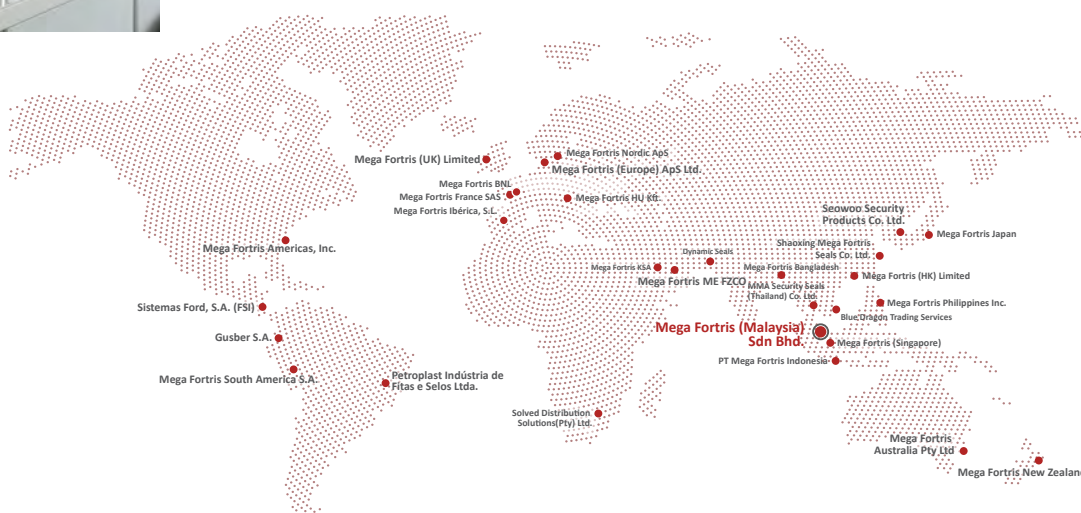 Mega Fortris (UK) Limited
Mega Fortris Nordic ApS
Mega Fortris (Europe) ApS Ltd.
Mega Fortris BNL
Mega Fortris France SAS
Mega Fortris HU Kft.
Mega Fortris Ibérica, S.L.
Mega Fortris Americas, Inc.
Seowoo Security
Products Co. Ltd.
Mega Fortris Japan
Shaoxing Mega Fortris
Seals Co. Ltd.
Dynamic Seals
Mega Fortris KSA
Mega Fortris ME FZCO
Mega Fortris Bangladesh
Mega Fortris (HK) Limited
MMA Security Seals
(Thailand) Co. Ltd.
Sistemas Ford, S.A. (FSI)
Mega Fortris Philippines Inc.
Blue Dragon Trading Services
Mega Fortris (Malaysia)
Sdn Bhd.
Gusber S.A.
Mega Fortris (Singapore)
PT Mega Fortris Indonesia
Mega Fortris South America S.A.
Petroplast Indústria de
Fitas e Selos Ltda.
Solved Distribution
Solutions(Pty) Ltd.
Mega Fortris
Australia Pty Ltd
Mega Fortris New Zealand